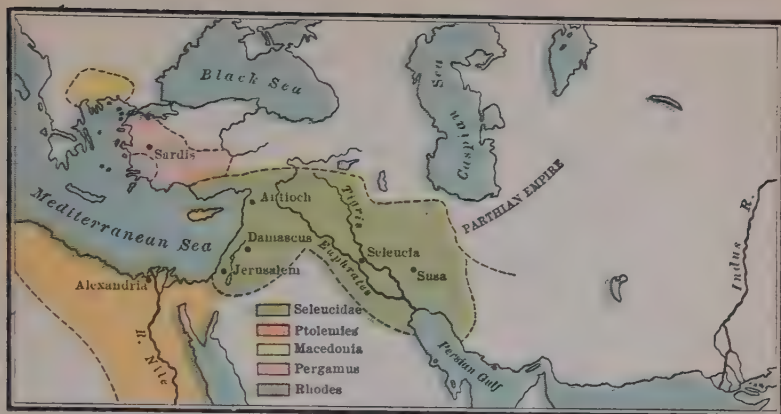 Black Sea
Caspian Sea
Sardis
PARTHIAN EMPIRE
Mediterranean Sea
Antioch
Tigris
Indus R.
Damascus
Seleucia
Susa
Euphrates
Jerusalem
Alexandria
R. Nile
Persian Gulf
Seleucidae
Ptolemies
Macedonia
Pergamus
Rhodes